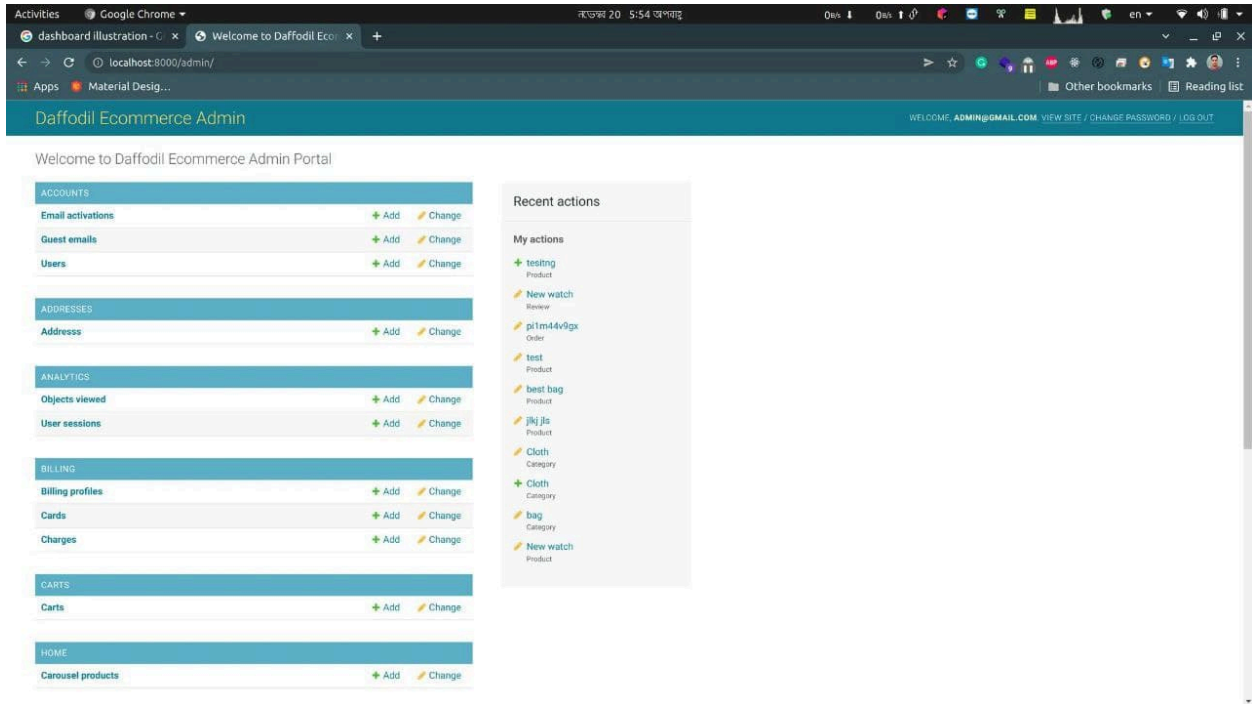 Activities Google Chrome নভেম্বর 20 5:54 অপরাহ্ণ 0B/s 0B/s en
dashboard illustration - G Welcome to Daffodil Eco
localhost:8000/admin/
Apps Material Desig... Other bookmarks Reading list
Daffodil Ecommerce Admin WELCOME, ADMIN@GMAIL.COM. VIEW SITE / CHANGE PASSWORD / LOG OUT
Welcome to Daffodil Ecommerce Admin Portal
ACCOUNTS
Email activations Add Change
Guest emails Add Change
Users Add Change
ADDRESSES
Addresss Add Change
ANALYTICS
Objects viewed Add Change
User sessions Add Change
BILLING
Billing profiles Add Change
Cards Add Change
Charges Add Change
CARTS
Carts Add Change
HOME
Carousel products Add Change
Recent actions
My actions
tesitng
Product
New watch
Review
pi1m44v9gx
Order
test
Product
best bag
Product
jlkj jls
Product
Cloth
Category
Cloth
Category
bag
Category
New watch
Product